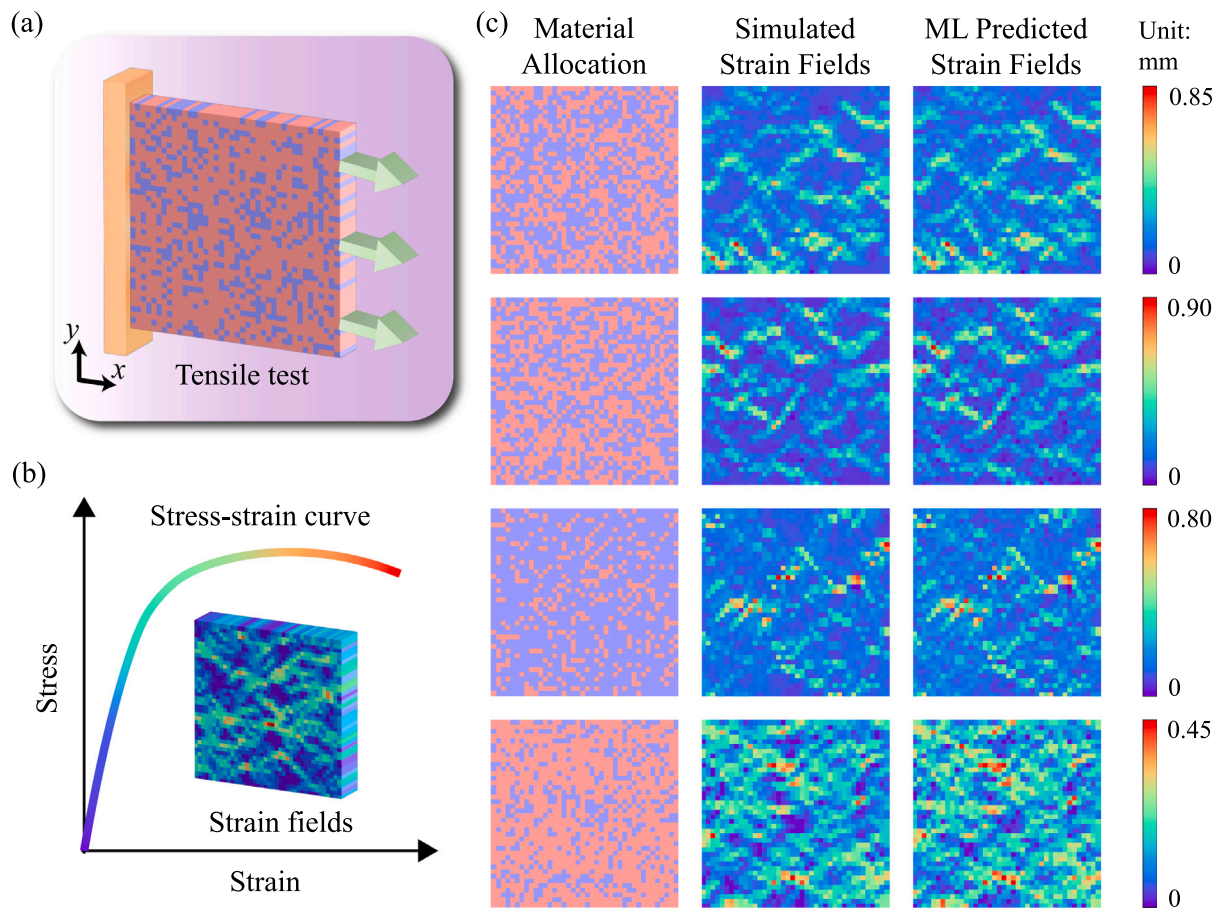 (a)
y
x
Tensile test
(b)
Stress-strain curve
Stress
Strain fields
Strain
(c)
Material
Allocation
Simulated
Strain Fields
ML Predicted
Strain Fields
Unit:
mm
0.85
0
0.90
0
0.80
0
0.45
0